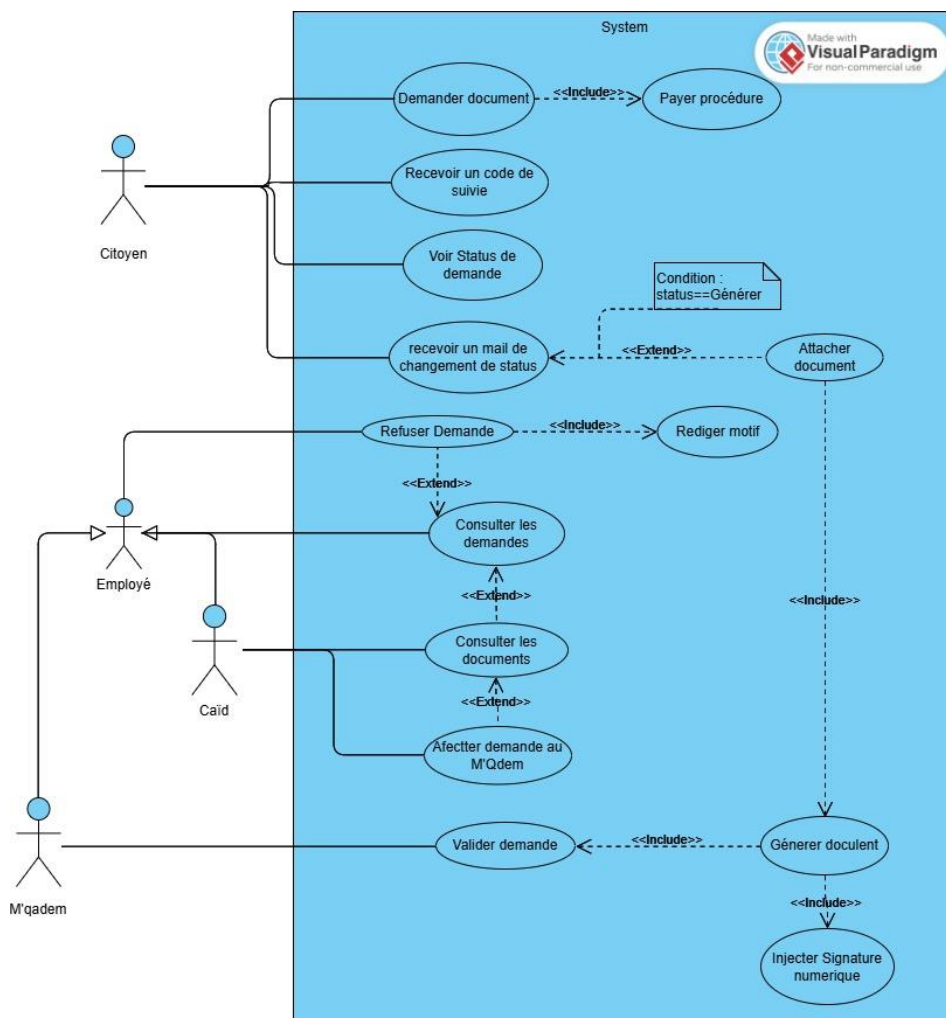 System
Made with
VisualParadigm
For non-commercial use
Demander document
<<Include>>
Payer procédure
Recevoir un code de
suivie
Citoyen
Voir Status de
demande
Condition :
status==Générer
recevoir un mail de
changement de status
<<Extend>>
Attacher
document
Refuser Demande
<<Include>>
Rediger motif
<<Extend>>
Consulter les
demandes
Employé
<<Include>>
<<Extend>>
Consulter les
documents
Caïd
<<Extend>>
Afectter demande au
M'Qdem
Valider demande
<<Include>>
Génerer doculent
M'qadem
<<Include>>
Injecter Signature
numerique